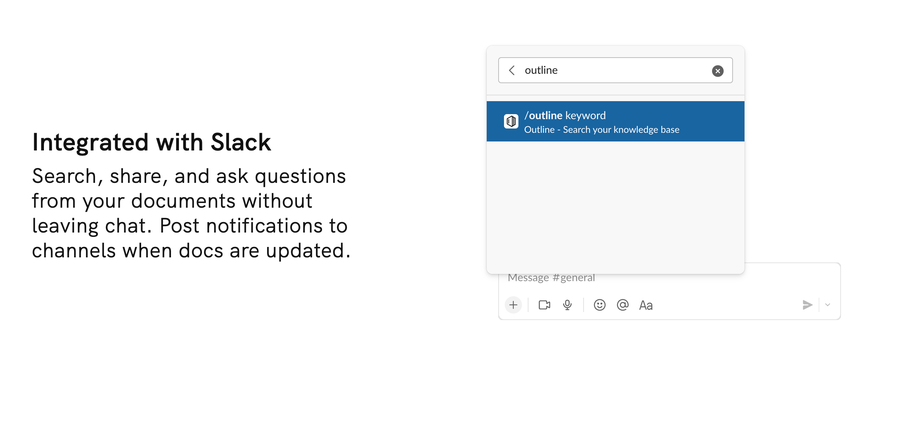 Integrated with Slack
Search, share, and ask questions
from your documents without
leaving chat. Post notifications to
channels when docs are updated.
outline
/outline keyword
Outline - Search your knowledge base
Message #general
Aa